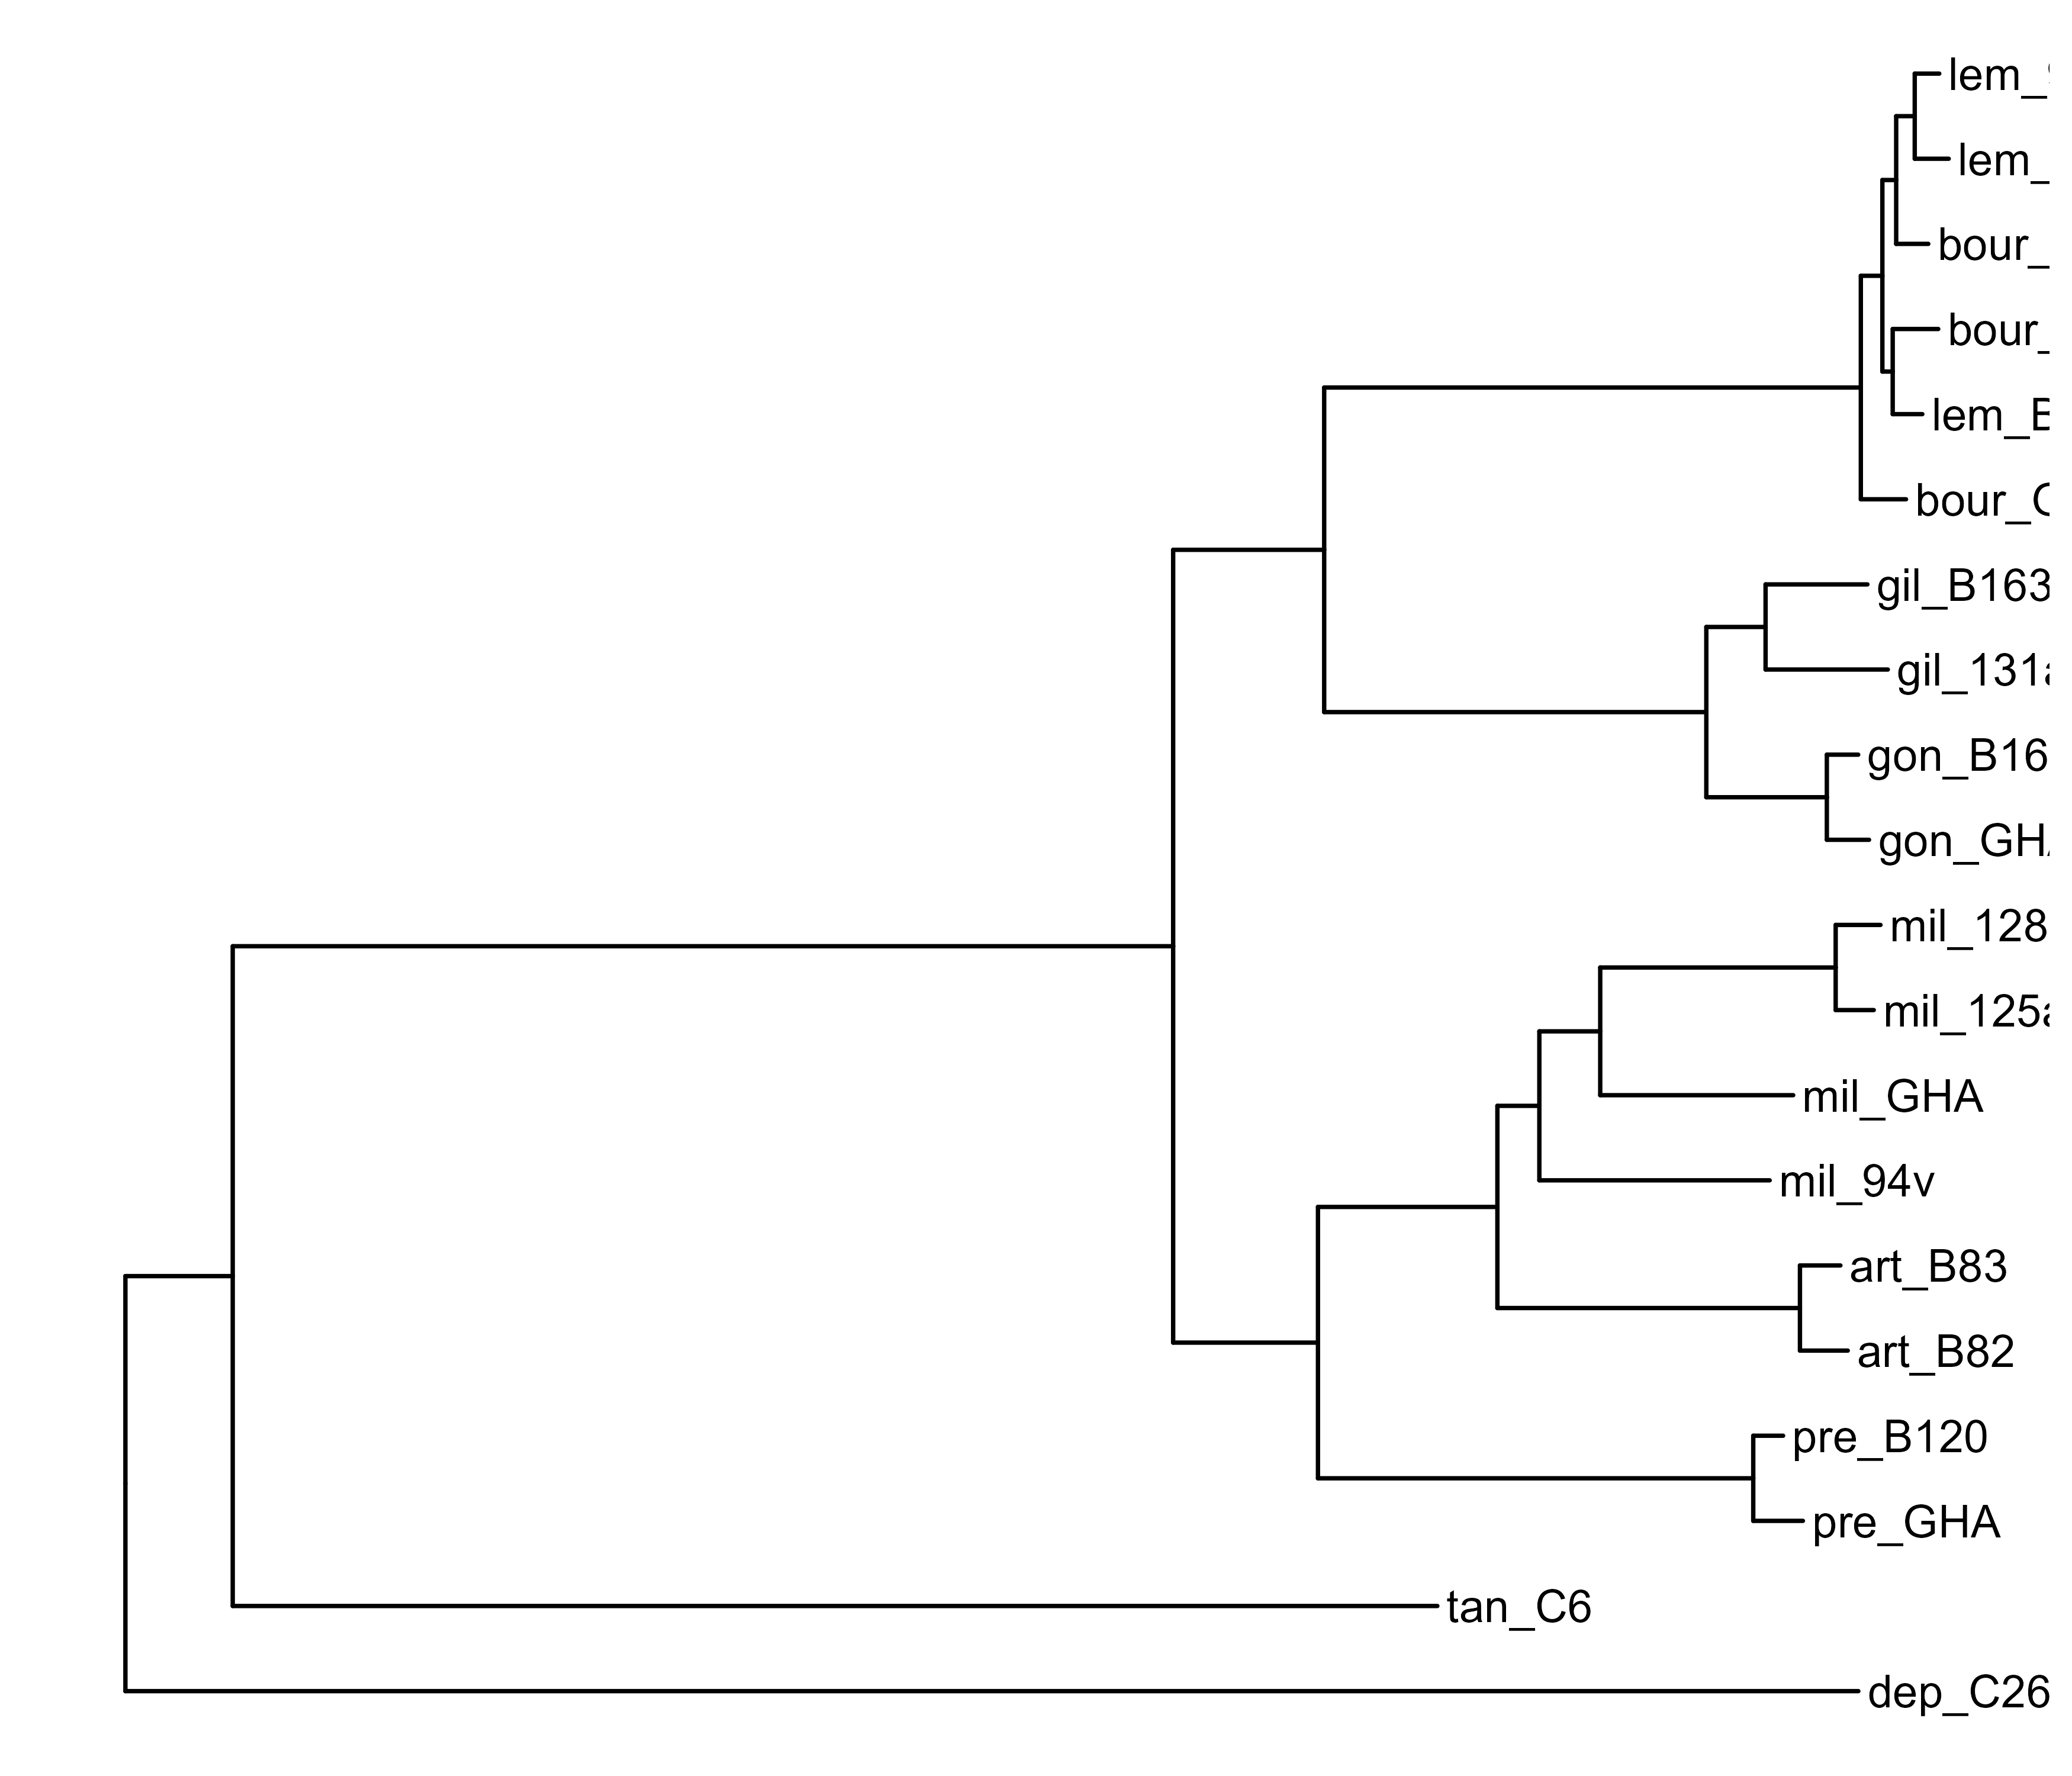 lem_
lem_
bour_
bour_
lem_
bour_
gil_B163
gil_131
gon_B16
gon_GH
mil_128
mil_125
mil_GHA
mil_94v
art_B83
art_B82
pre_B120
pre_GHA
tan_C6
dep_C26